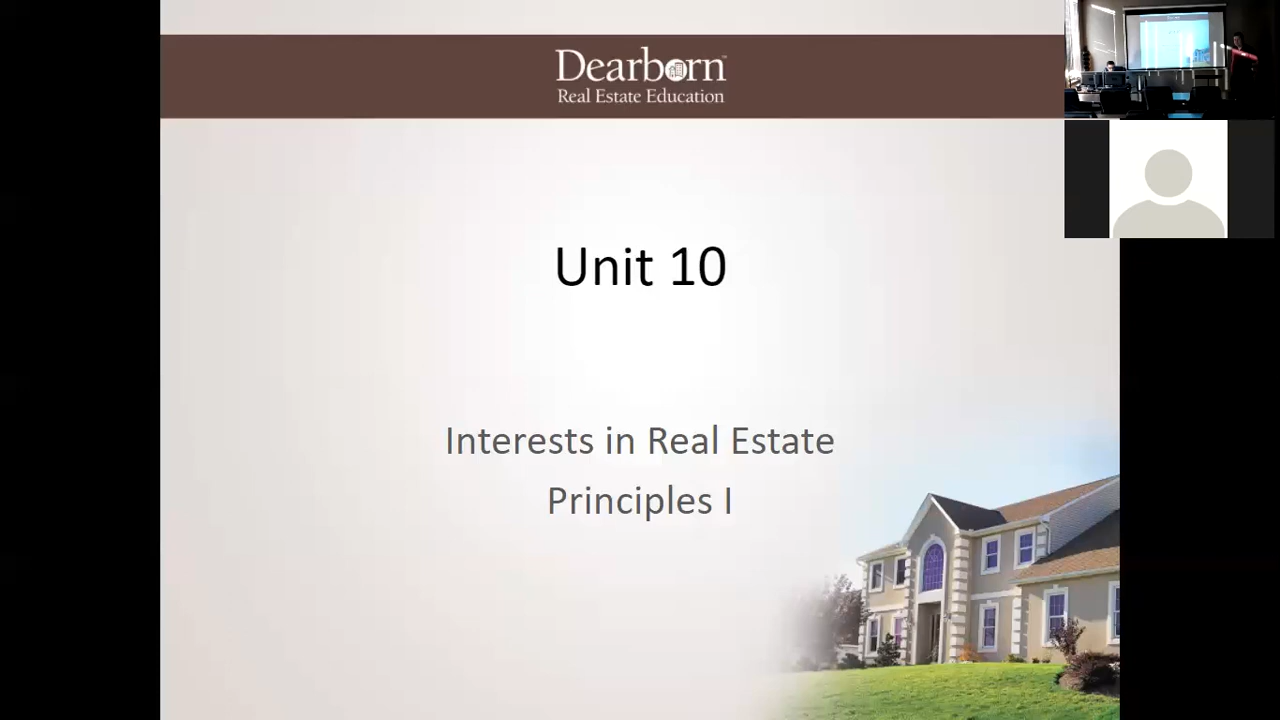 Dearborn
Real Estate Education
Unit 10
Interests in Real Estate
Principles I